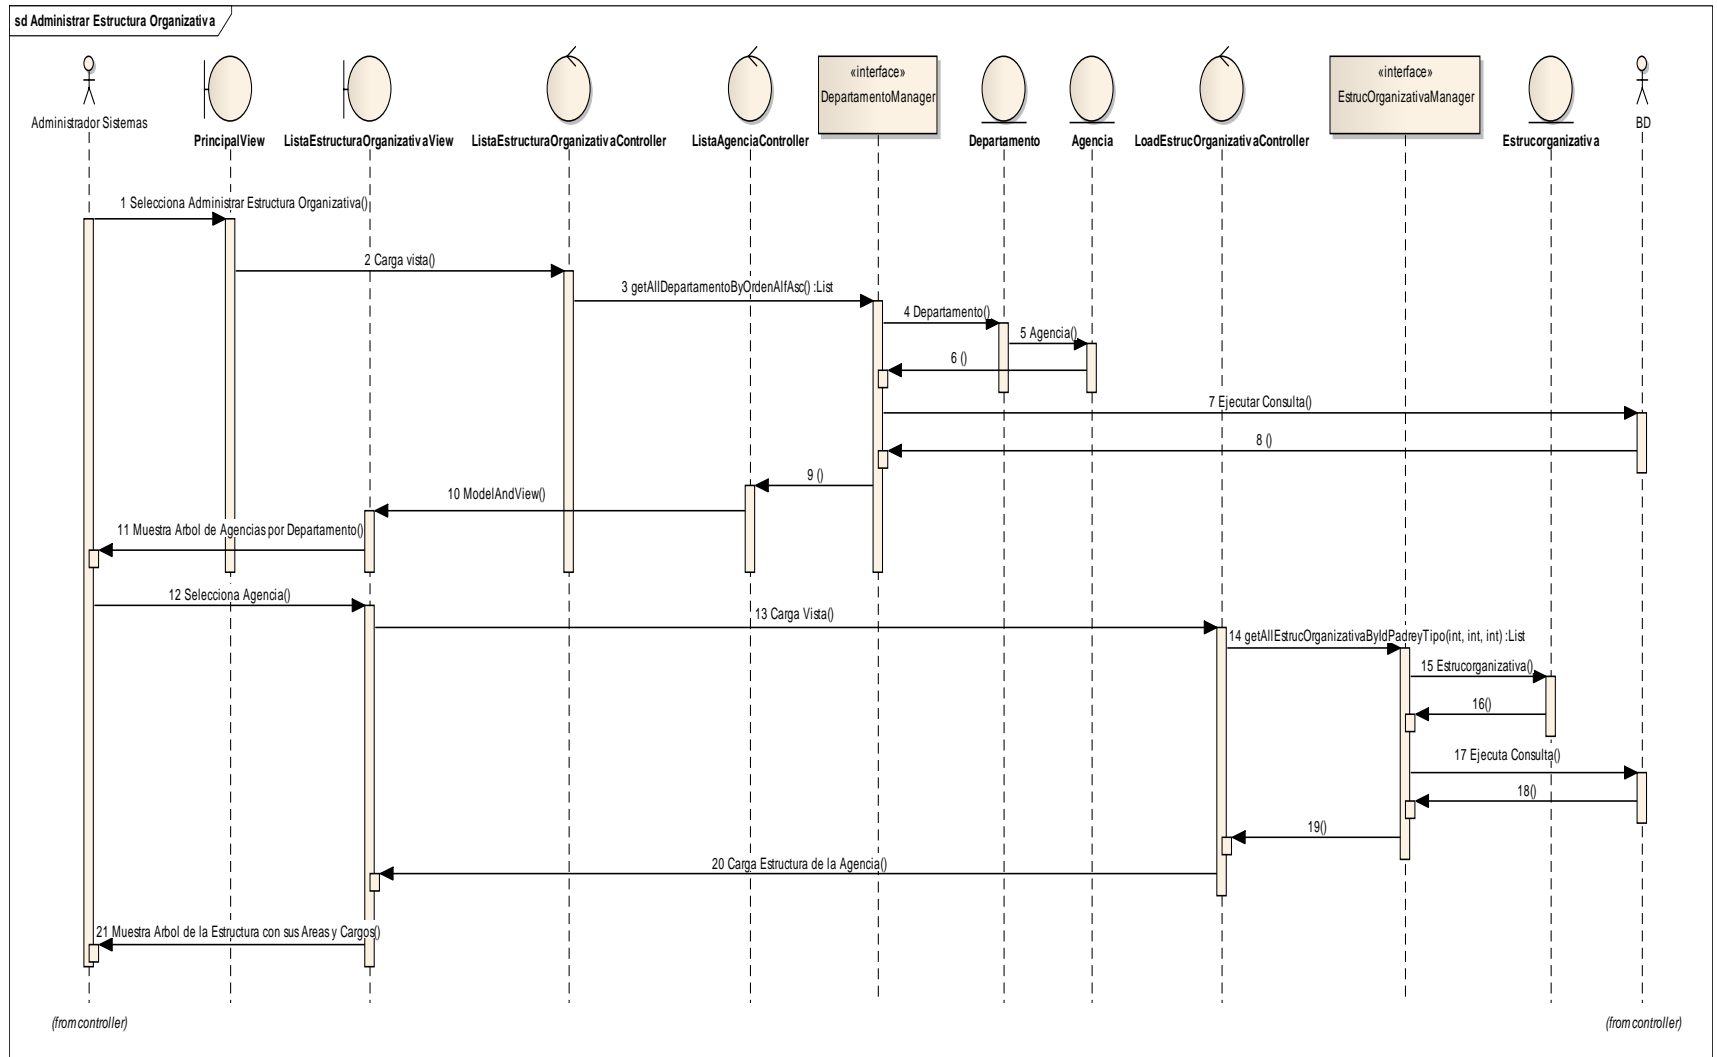 sd Administrar Estructura Organizativa
Administrador Sistemas
PrincipalView
ListaEstructuraOrganizativaView
ListaEstructuraOrganizativaController
ListaAgenciaController
«interface»
DepartamentoManager
Departamento
Agencia
LoadEstrucOrganizativaController
«interface»
EstrucOrganizativaManager
Estrucorganizativa
BD
1 Selecciona Administrar Estructura Organizativa()
2 Carga vista()
3 getAllDepartamentoByOrdenAlfAsc() :List
4 Departamento()
5 Agencia()
6 ()
7 Ejecutar Consulta()
8 ()
9 ()
10 ModelAndView()
11 Muestra Arbol de Agencias por Departamento()
12 Selecciona Agencia()
13 Carga Vista()
14 getAllEstrucOrganizativaByIdPadreyTipo(int, int, int) :List
15 Estrucorganizativa()
16()
17 Ejecuta Consulta()
18()
19()
20 Carga Estructura de la Agencia()
21 Muestra Arbol de la Estructura con sus Areas y Cargos()
(from controller)
(from controller)